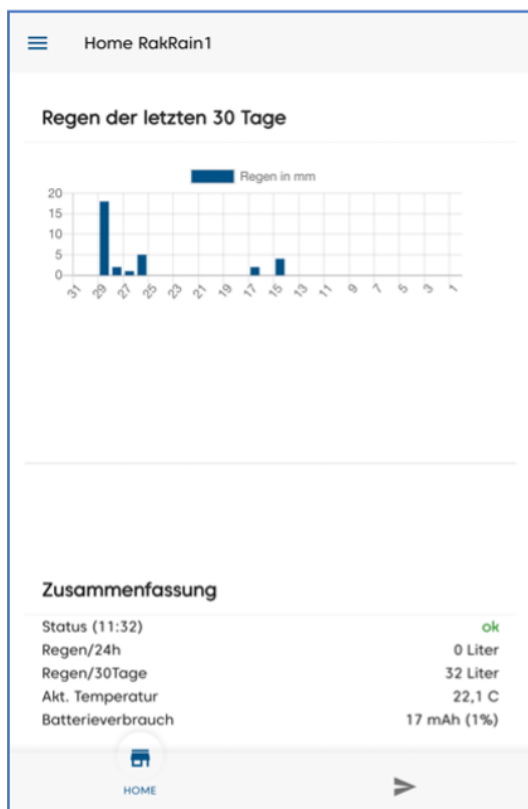 Home RakRain1
Regen der letzten 30 Tage
Regen in mm
20
15
10
5
0
31 29 27 25 23 21 19 17 15 13 11 9 7 5 3 1
Zusammenfassung
Status (11:32) ok
Regen/24h 0 Liter
Regen/30Tage 32 Liter
Akt. Temperatur 22,1 C
Batterieverbrauch 17 mAh (1%)
HOME